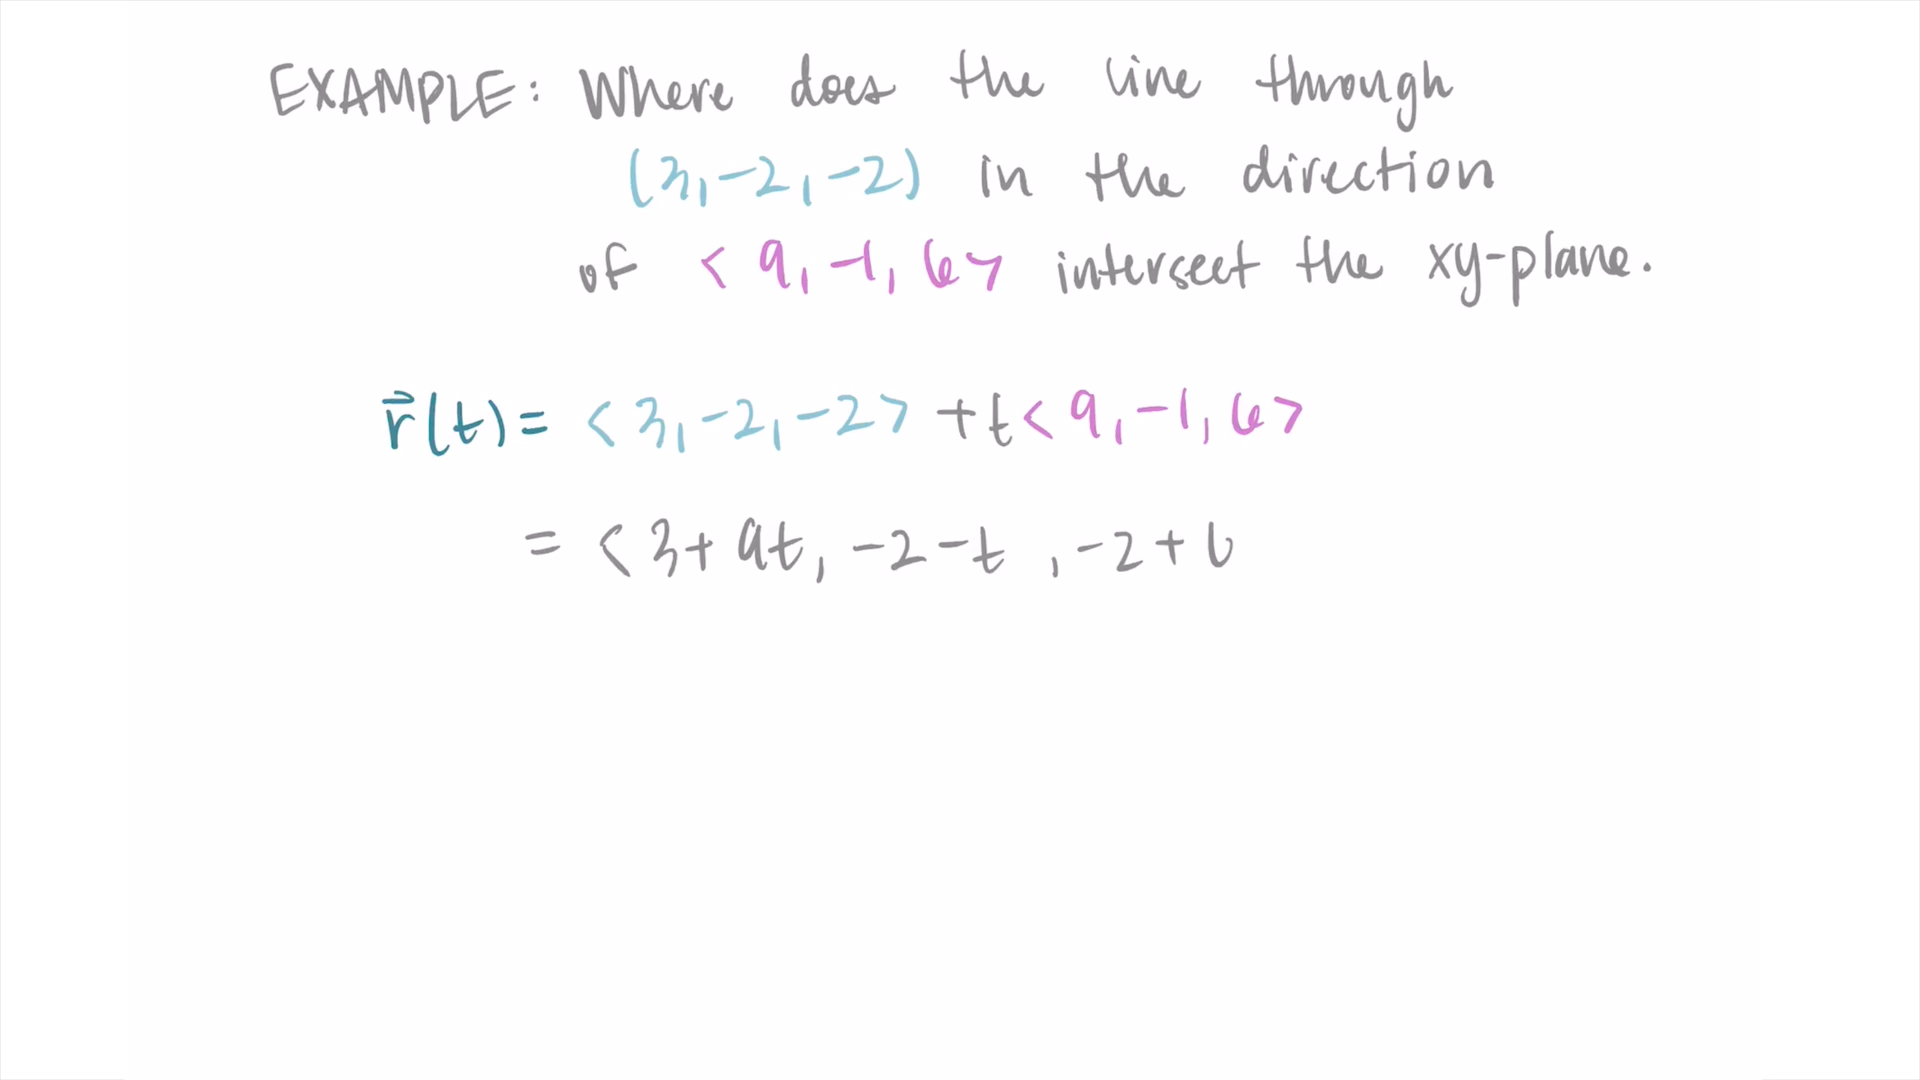 EXAMPLE: Where does the line through
(3,-2,-2) in the direction
of <9,-1,6> intersect the xy-plane.
r⃗(t)= <3,-2,-2> +t<9,-1,6>
= <3+9t, -2-t, -2+6